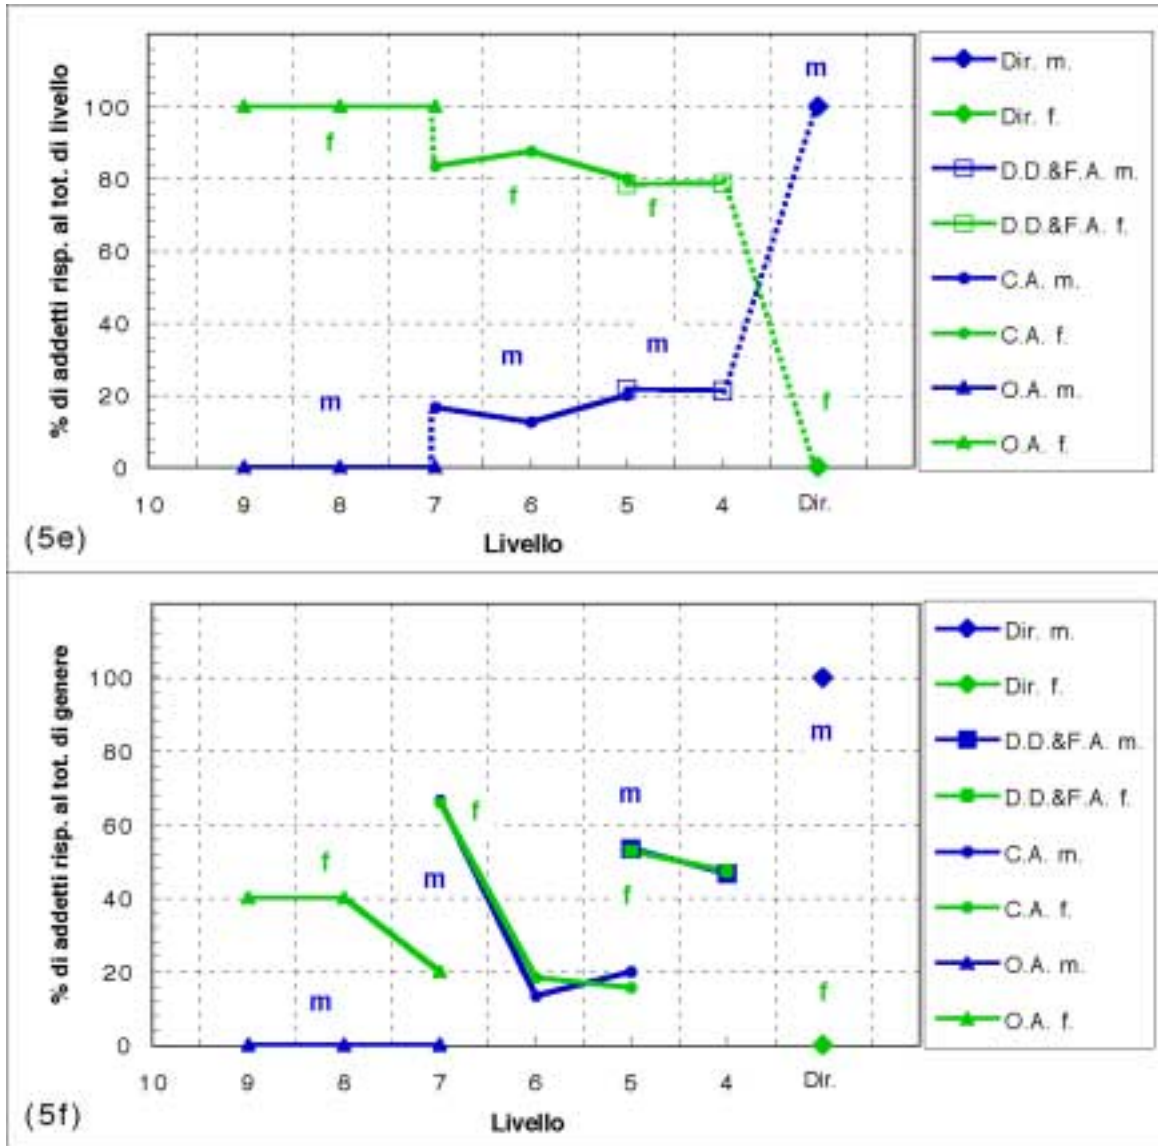 % di addetti risp. al tot. di livello
100
80
60
40
20
0
10 9 8 7 6 5 4 Dir.
Livello
(5e)
f
f
f
f
m
m
m
m
Dir. m.
Dir. f.
D.D.&F.A. m.
D.D.&F.A. f.
C.A. m.
C.A. f.
O.A. m.
O.A. f.
% di addetti risp. al tot. di genere
100
80
60
40
20
0
10 9 8 7 6 5 4 Dir.
Livello
(5f)
f
m
f
m
m
f
m
f
Dir. m.
Dir. f.
D.D.&F.A. m.
D.D.&F.A. f.
C.A. m.
C.A. f.
O.A. m.
O.A. f.